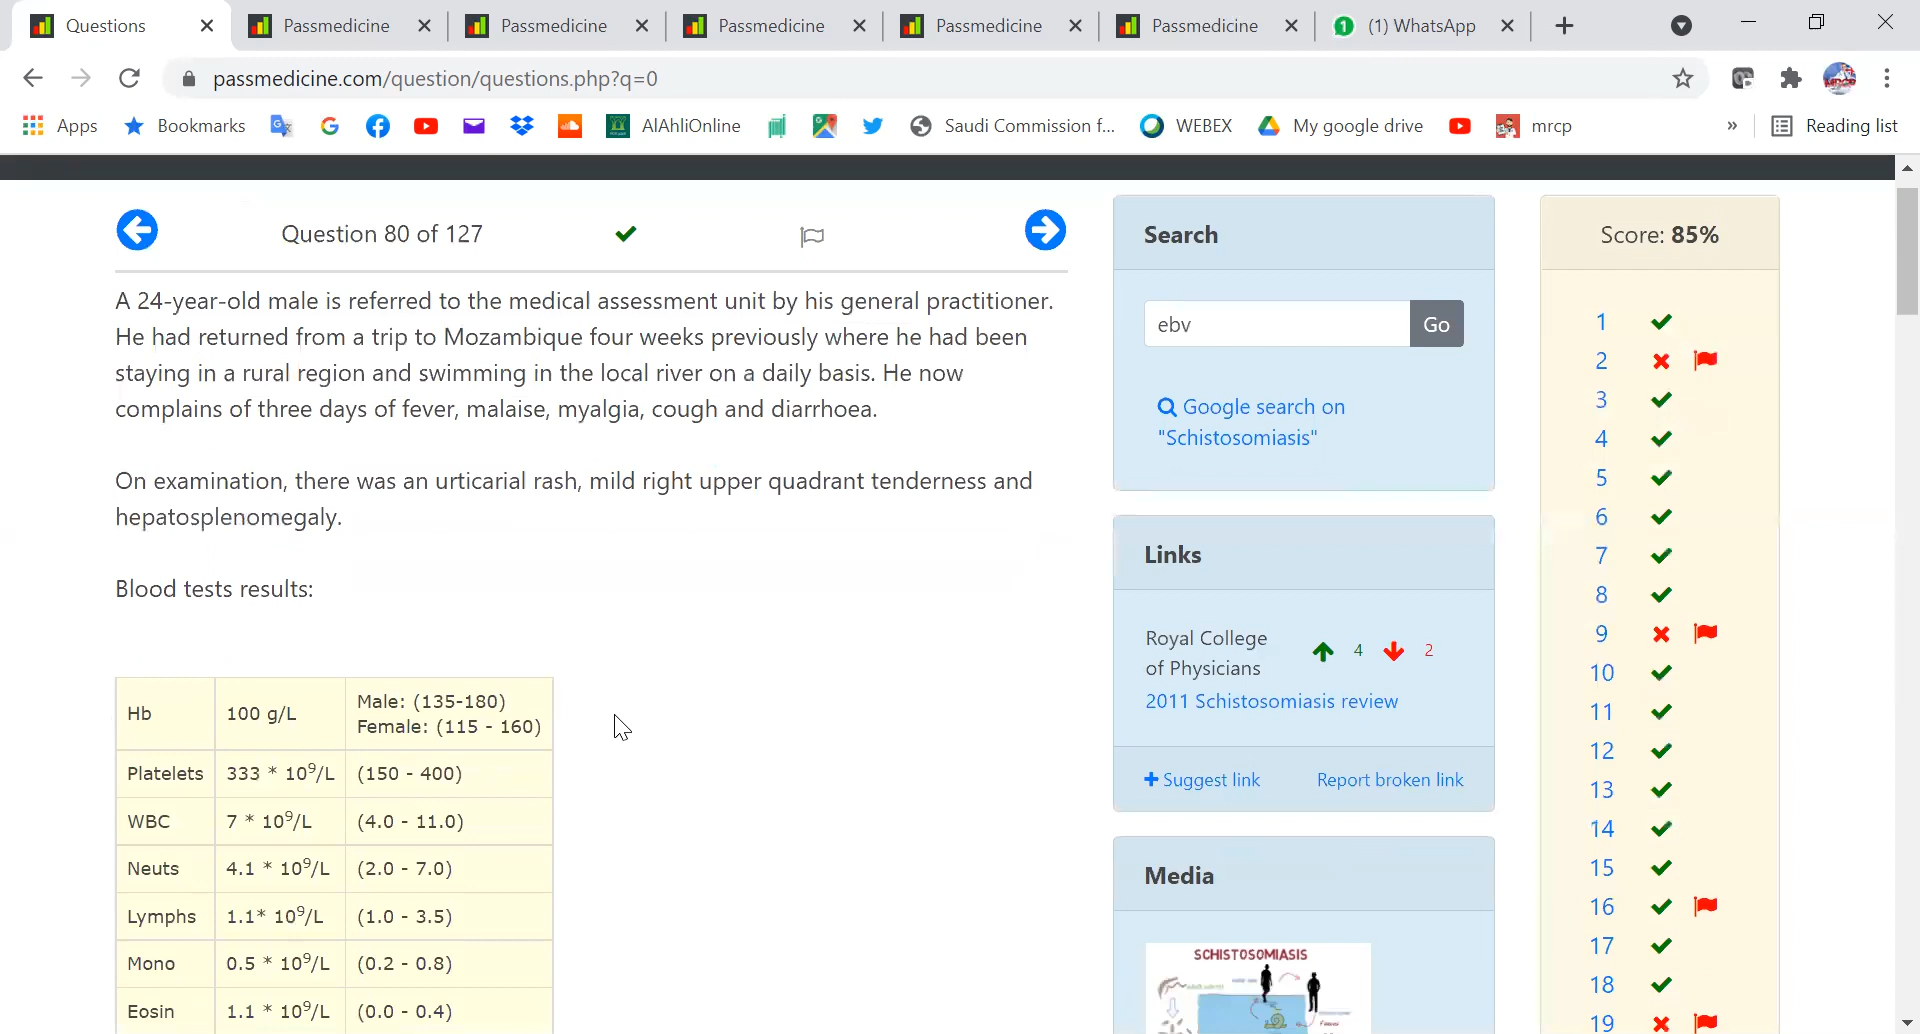 Questions
Passmedicine
Passmedicine
Passmedicine
Passmedicine
Passmedicine
1
(1) WhatsApp
passmedicine.com/question/questions.php?q=0
Apps
Bookmarks
AlAhliOnline
Saudi Commission f...
WEBEX
My google drive
mrcp
»
Reading list
Question 80 of 127
A 24-year-old male is referred to the medical assessment unit by his general practitioner.
He had returned from a trip to Mozambique four weeks previously where he had been
staying in a rural region and swimming in the local river on a daily basis. He now
complains of three days of fever, malaise, myalgia, cough and diarrhoea.
On examination, there was an urticarial rash, mild right upper quadrant tenderness and
hepatosplenomegaly.
Blood tests results:
Hb 100 g/L Male: (135-180)
Female: (115 - 160)
Platelets 333 * 10⁹/L (150 - 400)
WBC 7 * 10⁹/L (4.0 - 11.0)
Neuts 4.1 * 10⁹/L (2.0 - 7.0)
Lymphs 1.1* 10⁹/L (1.0 - 3.5)
Mono 0.5 * 10⁹/L (0.2 - 0.8)
Eosin 1.1 * 10⁹/L (0.0 - 0.4)
Search
ebv Go
Google search on
"Schistosomiasis"
Links
Royal College
of Physicians
4 2
2011 Schistosomiasis review
Suggest link Report broken link
Media
SCHISTOSOMIASIS
Score: 85%
1
2
3
4
5
6
7
8
9
10
11
12
13
14
15
16
17
18
19